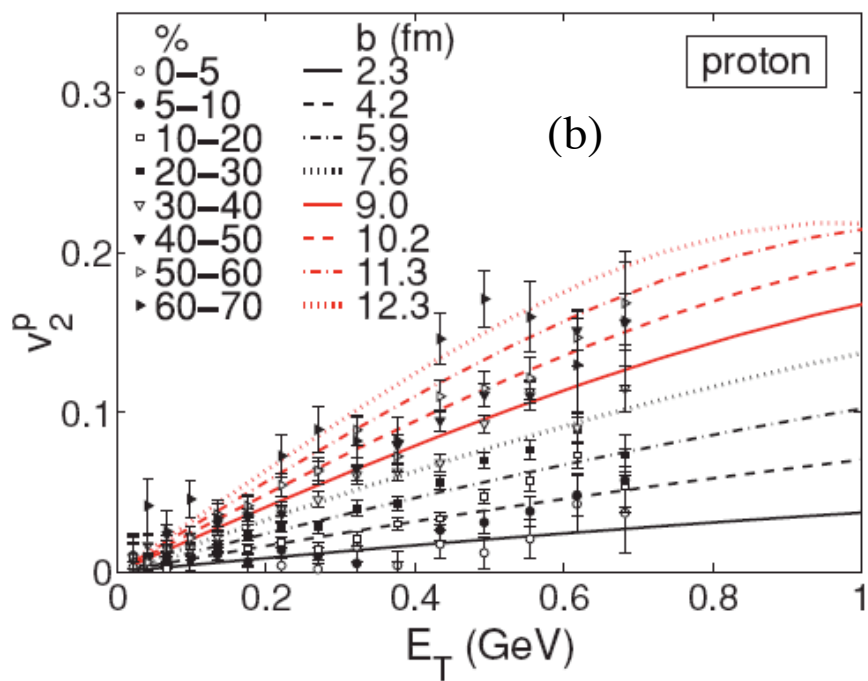 % b (fm)
0–5 2.3
5–10 4.2
10–20 5.9
20–30 7.6
30–40 9.0
40–50 10.2
50–60 11.3
60–70 12.3
proton
(b)
0.3
0.2
0.1
0
v₂ᵖ
0 0.2 0.4 0.6 0.8 1
E_T (GeV)